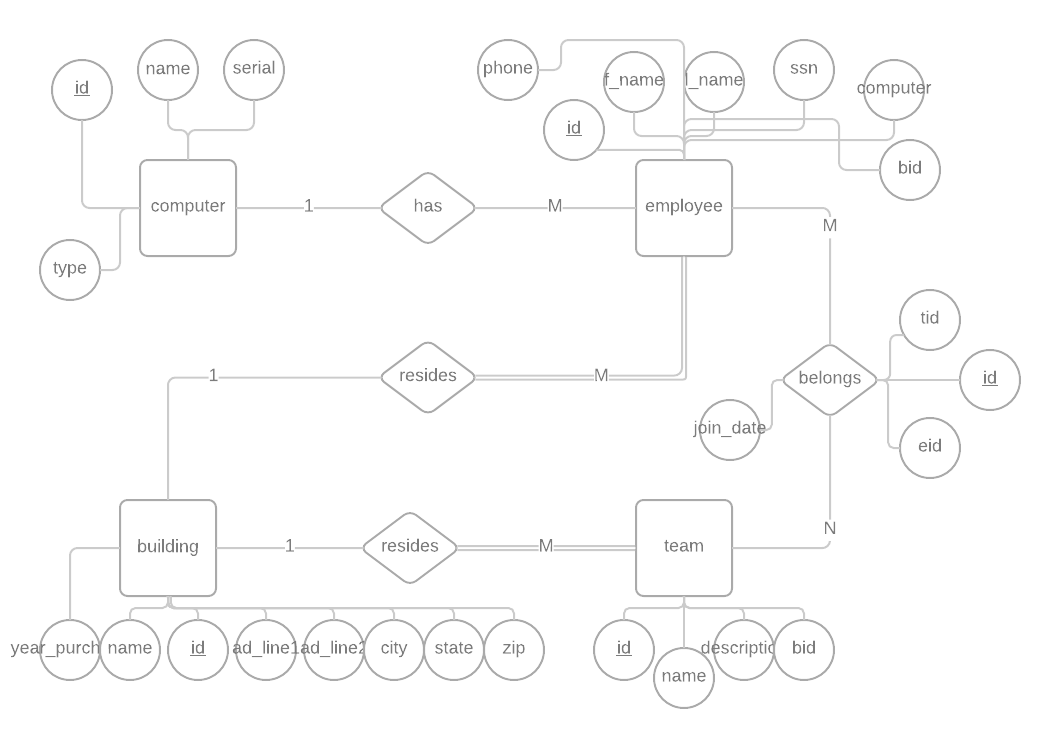 phone
f_name
l_name
ssn
computer
id
name
serial
id
bid
computer
1
has
M
employee
M
type
tid
1
resides
M
belongs
id
join_date
eid
building
1
resides
M
team
N
year_purch
name
id
ad_line1
ad_line2
city
state
zip
id
name
descriptio
bid